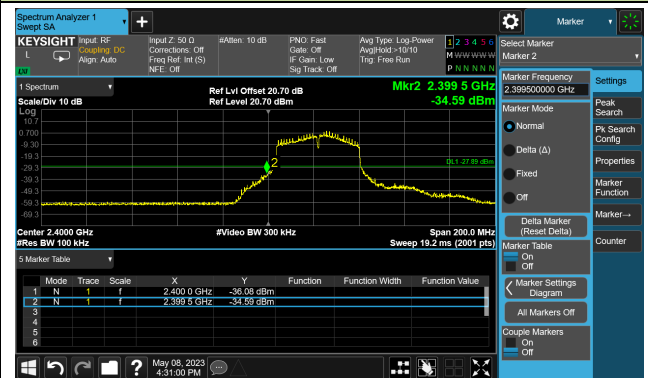 Spectrum Analyzer 1
Swept SA
Marker
KEYSIGHT
L
Input: RF
Coupling: DC
Align: Auto
Input Z: 50 Ω
Corrections: Off
Freq Ref: Int (S)
NFE: Off
#Atten: 10 dB
PNO: Fast
Gate: Off
IF Gain: Low
Sig Track: Off
Avg Type: Log-Power
Avg|Hold:>10/10
Trig: Free Run
1 2 3 4 5 6
M W W W W W
P N N N N N
Select Marker
Marker 2
1 Spectrum
Scale/Div 10 dB
Ref Lvl Offset 20.70 dB
Ref Level 20.70 dBm
Mkr2 2.399 5 GHz
-34.59 dBm
Log
10.7
0.700
-9.30
-19.3
-29.3
-39.3
-49.3
-59.3
-69.3
DL1 -27.89 dBm
2
Center 2.4000 GHz
#Res BW 100 kHz
#Video BW 300 kHz
Span 200.0 MHz
Sweep 19.2 ms (2001 pts)
5 Marker Table
Mode Trace Scale X Y Function Function Width Function Value
1 N 1 f 2.400 0 GHz -36.08 dBm
2 N 1 f 2.399 5 GHz -34.59 dBm
3
4
5
6
May 08, 2023
4:31:00 PM
Marker Frequency
2.399500000 GHz
Marker Mode
Normal
Delta (Δ)
Fixed
Off
Delta Marker
(Reset Delta)
Marker Table
On
Off
Marker Settings
Diagram
All Markers Off
Couple Markers
On
Off
Settings
Peak
Search
Pk Search
Config
Properties
Marker
Function
Marker→
Counter